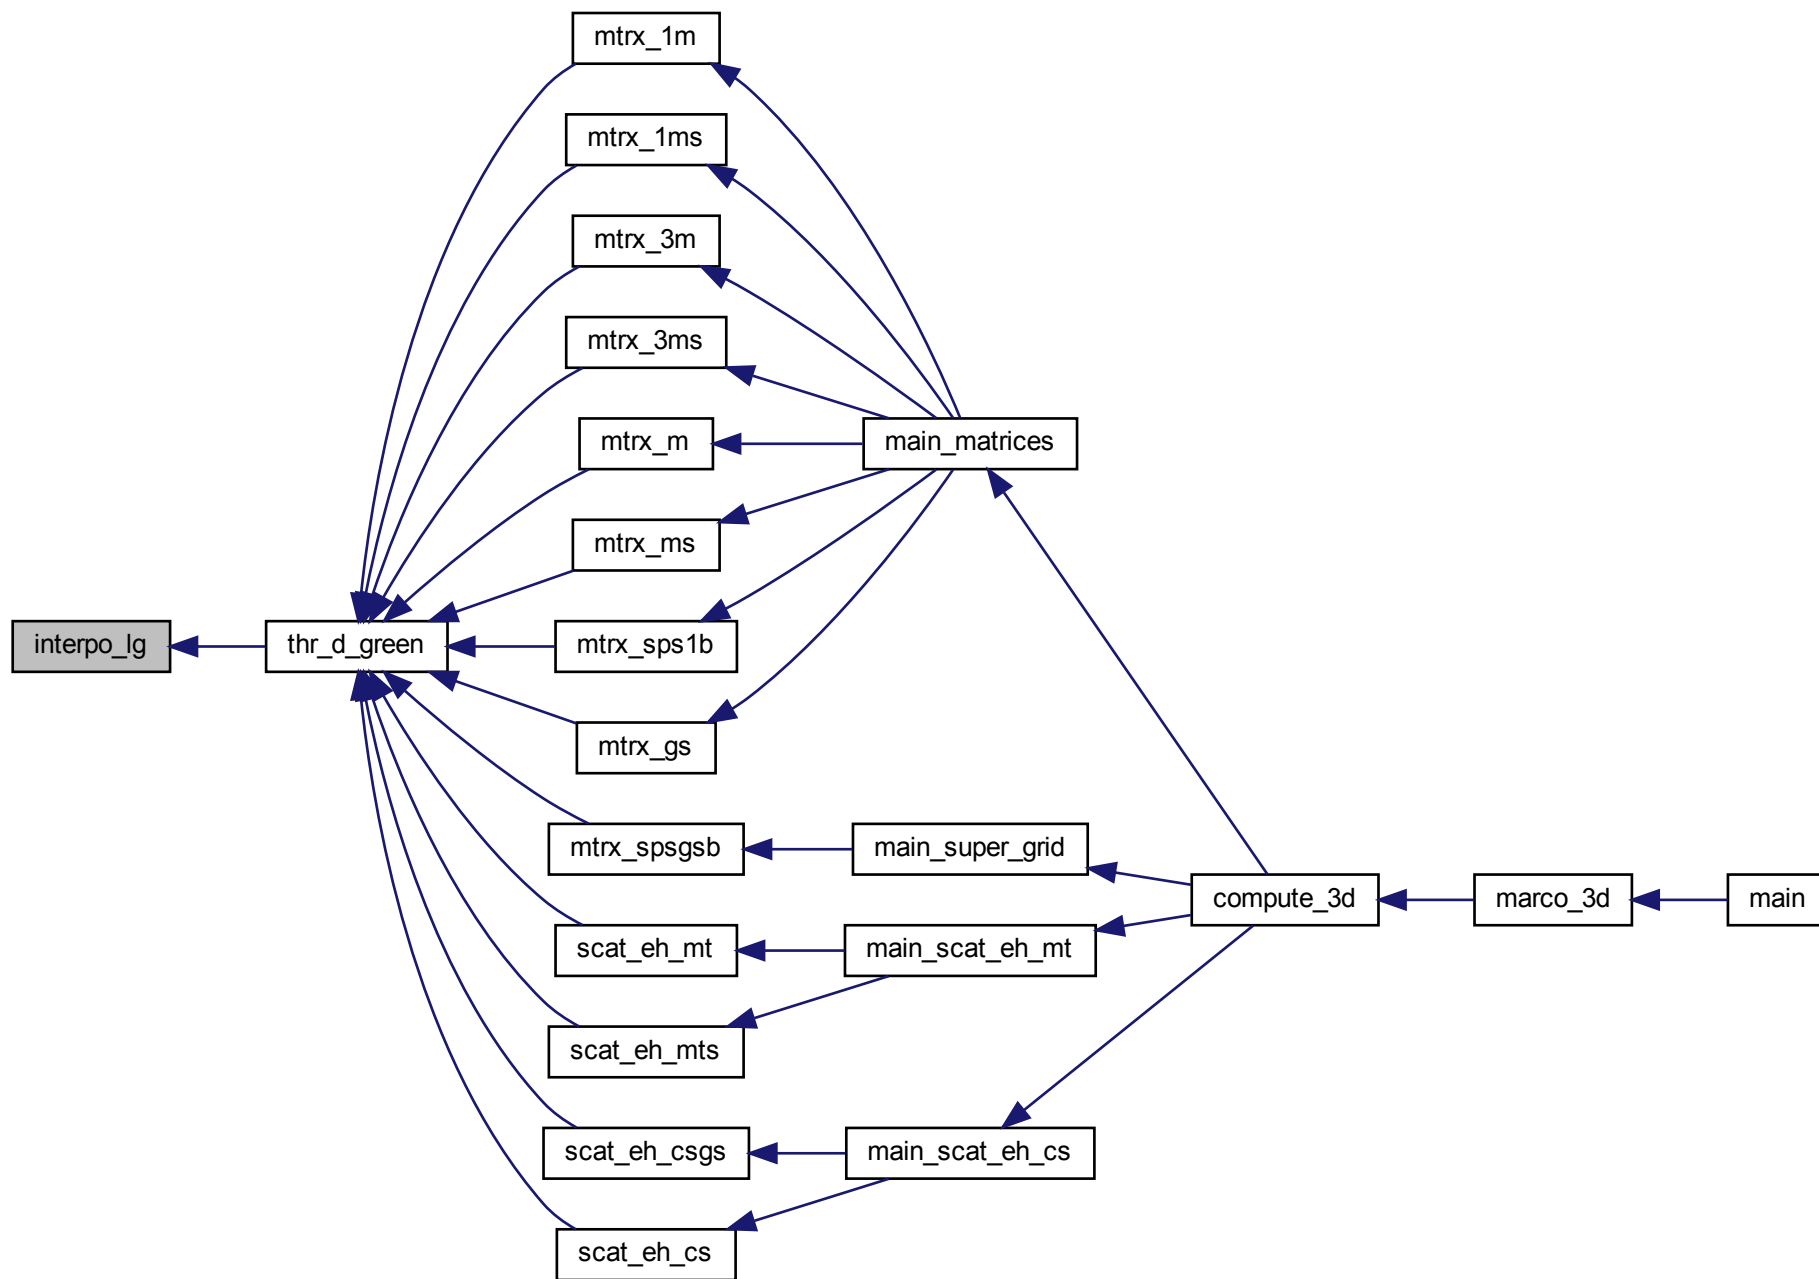 mtrx_1m
mtrx_1ms
mtrx_3m
mtrx_3ms
mtrx_m
main_matrices
mtrx_ms
interpo_lg
thr_d_green
mtrx_sps1b
mtrx_gs
mtrx_spsgsb
main_super_grid
compute_3d
marco_3d
main
scat_eh_mt
main_scat_eh_mt
scat_eh_mts
scat_eh_csgs
main_scat_eh_cs
scat_eh_cs